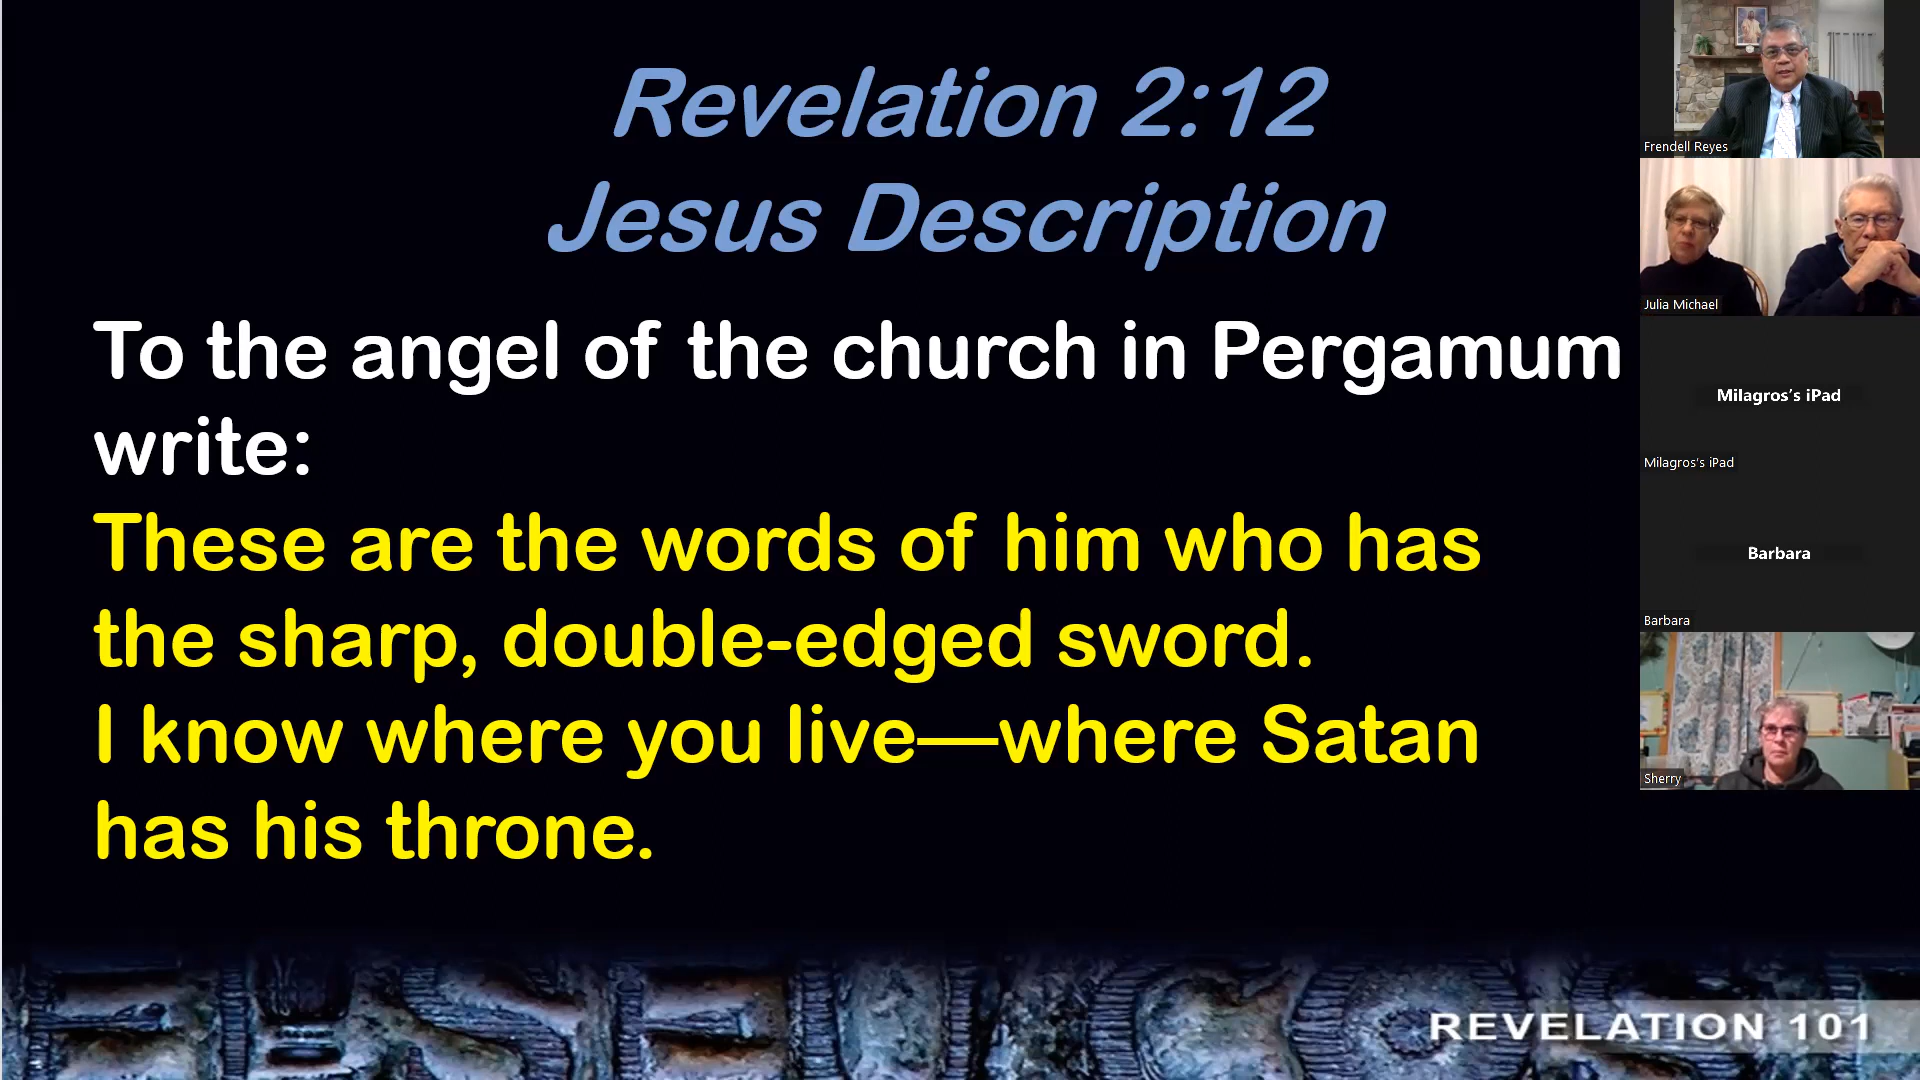 Revelation 2:12
Jesus Description
To the angel of the church in Pergamum
write:
These are the words of him who has
the sharp, double-edged sword.
I know where you live—where Satan
has his throne.
REVELATION 101
Frendell Reyes
Julia Michael
Milagros's iPad
Milagros's iPad
Barbara
Barbara
Sherry